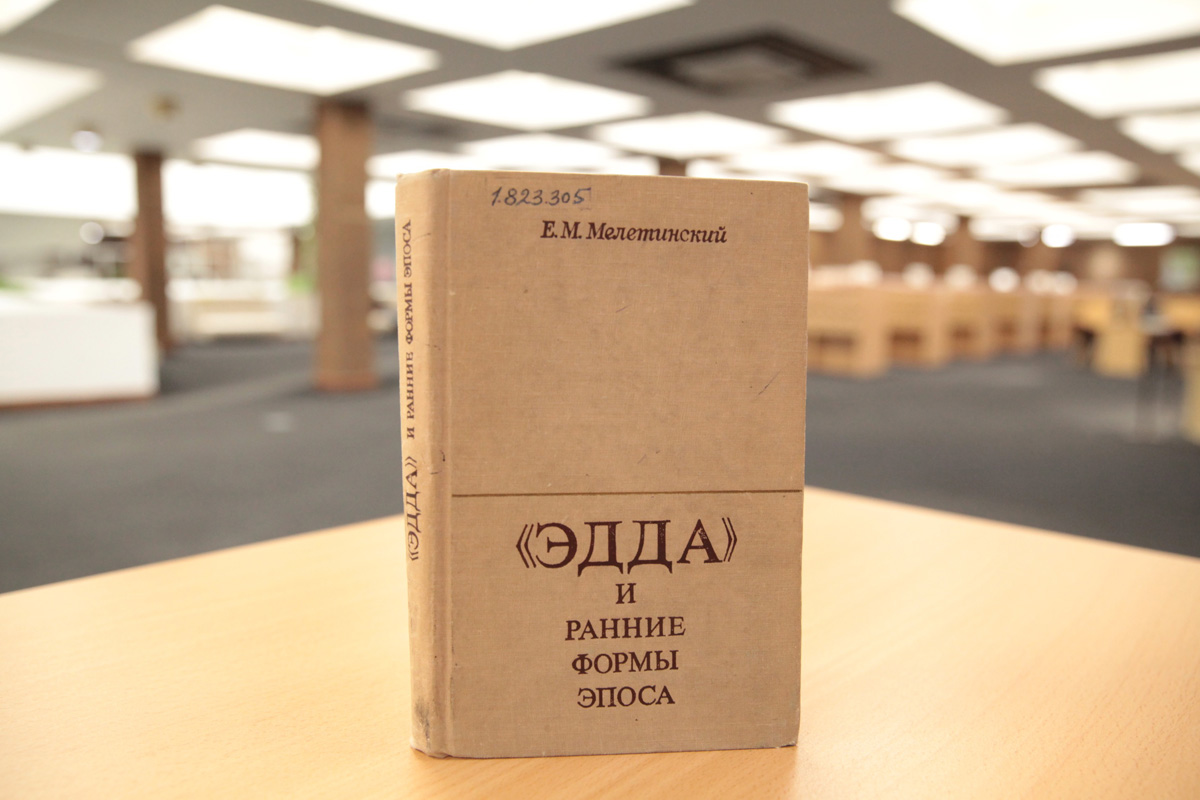 1.823.305
Е. М. Мелетинский
《ЭДДА》
И
РАННИЕ
ФОРМЫ
ЭПОСА
《ЭДДА》 И РАННИЕ ФОРМЫ ЭПОСА